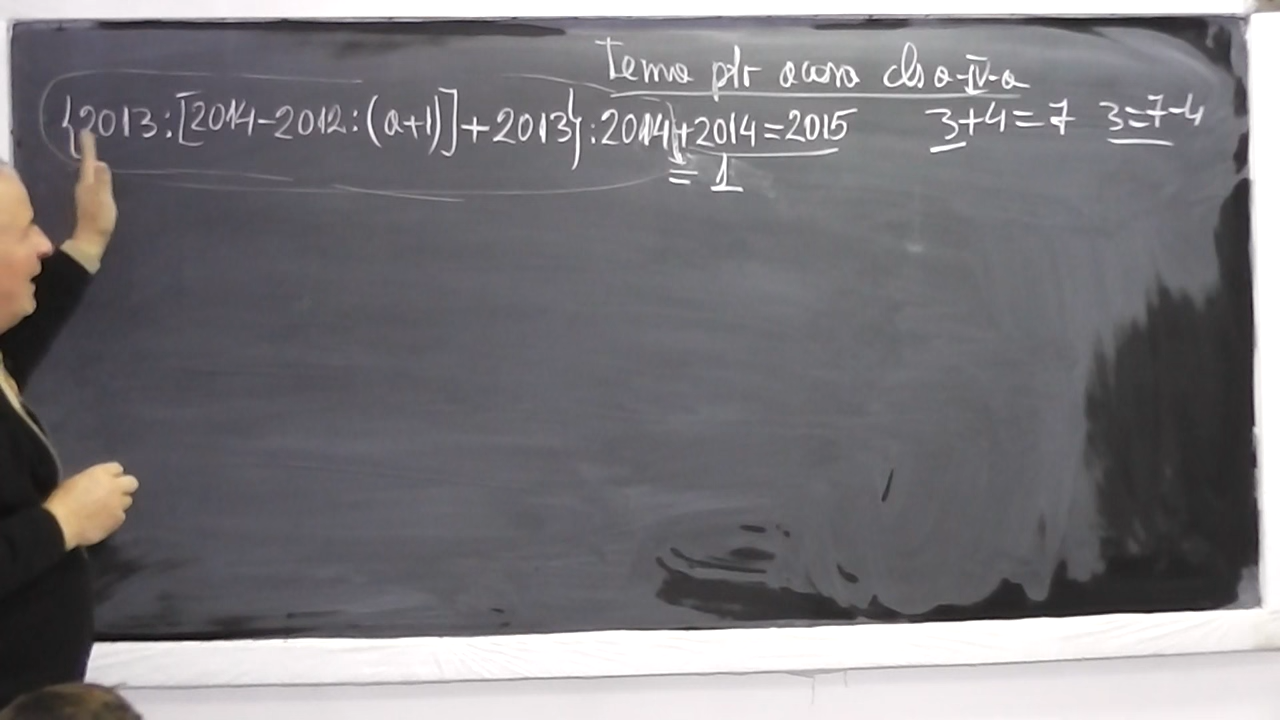 Tema ptr acasa cls a-IV-a
{2013:[2014-2012:(a+1)]+2013}:2014+2014=2015 3+4=7 3=7-4
=1